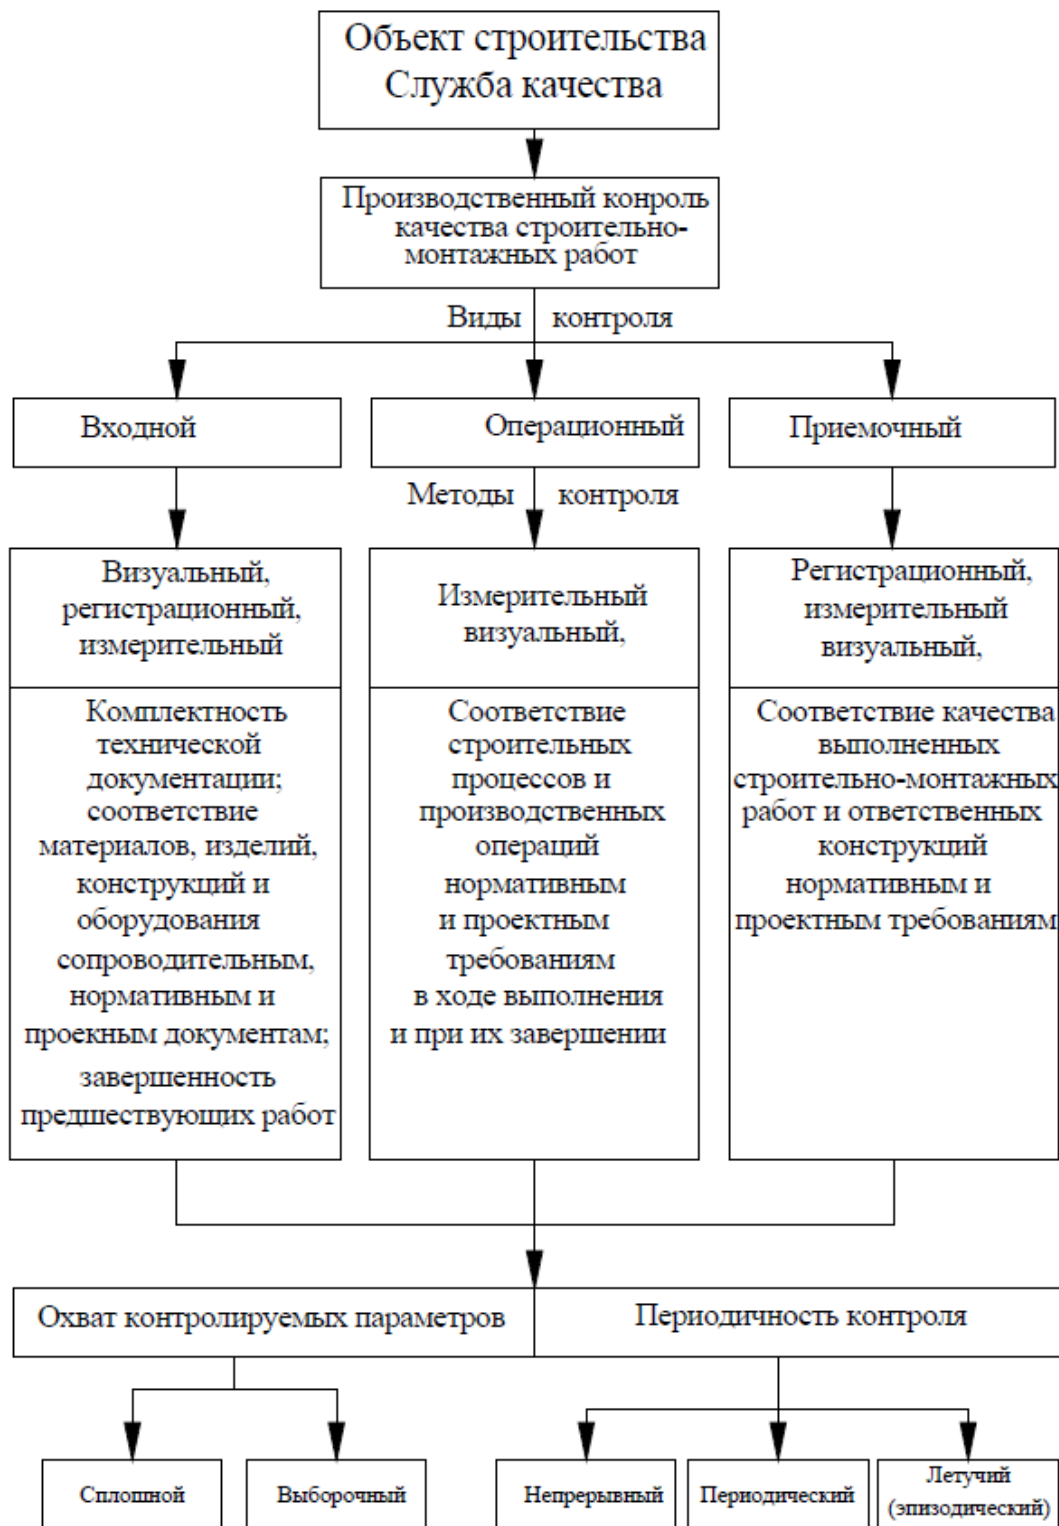 Объект строительства
Служба качества
Производственный конроль
качества строительно-
монтажных работ
Виды контроля
Входной
Операционный
Приемочный
Методы контроля
Визуальный,
регистрационный,
измерительный
Измерительный
визуальный,
Регистрационный,
измерительный
визуальный,
Комплектность
технической
документации;
соответствие
материалов, изделий,
конструкций и
оборудования
сопроводительным,
нормативным и
проекным документам;
завершенность
предшествующих работ
Соответствие
строительных
процессов и
производственных
операций
нормативным
и проектным
требованиям
в ходе выполнения
и при их завершении
Соответствие качества
выполненных
строительно-монтажных
работ и ответственных
конструкций
нормативным и
проектным требованиям
Охват контролируемых параметров
Периодичность контроля
Сплошной
Выборочный
Непрерывный
Периодический
Летучий
(эпизодический)